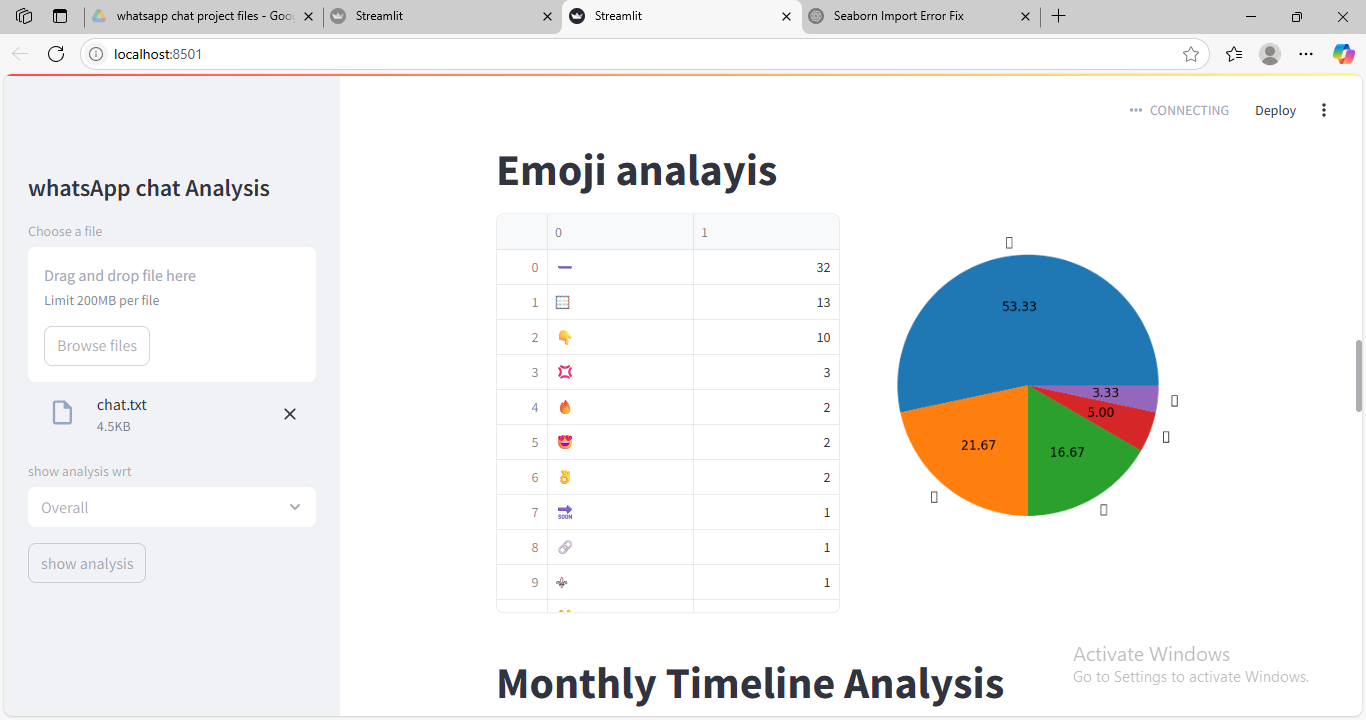 whatsapp chat project files - Goo
Streamlit
Streamlit
Seaborn Import Error Fix
localhost:8501
CONNECTING
Deploy
whatsApp chat Analysis
Choose a file
Drag and drop file here
Limit 200MB per file
Browse files
chat.txt
4.5KB
show analysis wrt
Overall
show analysis
Emoji analayis
0 1
0 ➖ 32
1 13
2 👇 10
3 💢 3
4 🔥 2
5 😍 2
6 👌 2
7 🔜 1
8 🔗 1
9 ⚜ 1
53.33
3.33
5.00
21.67
16.67
Monthly Timeline Analysis
Activate Windows
Go to Settings to activate Windows.